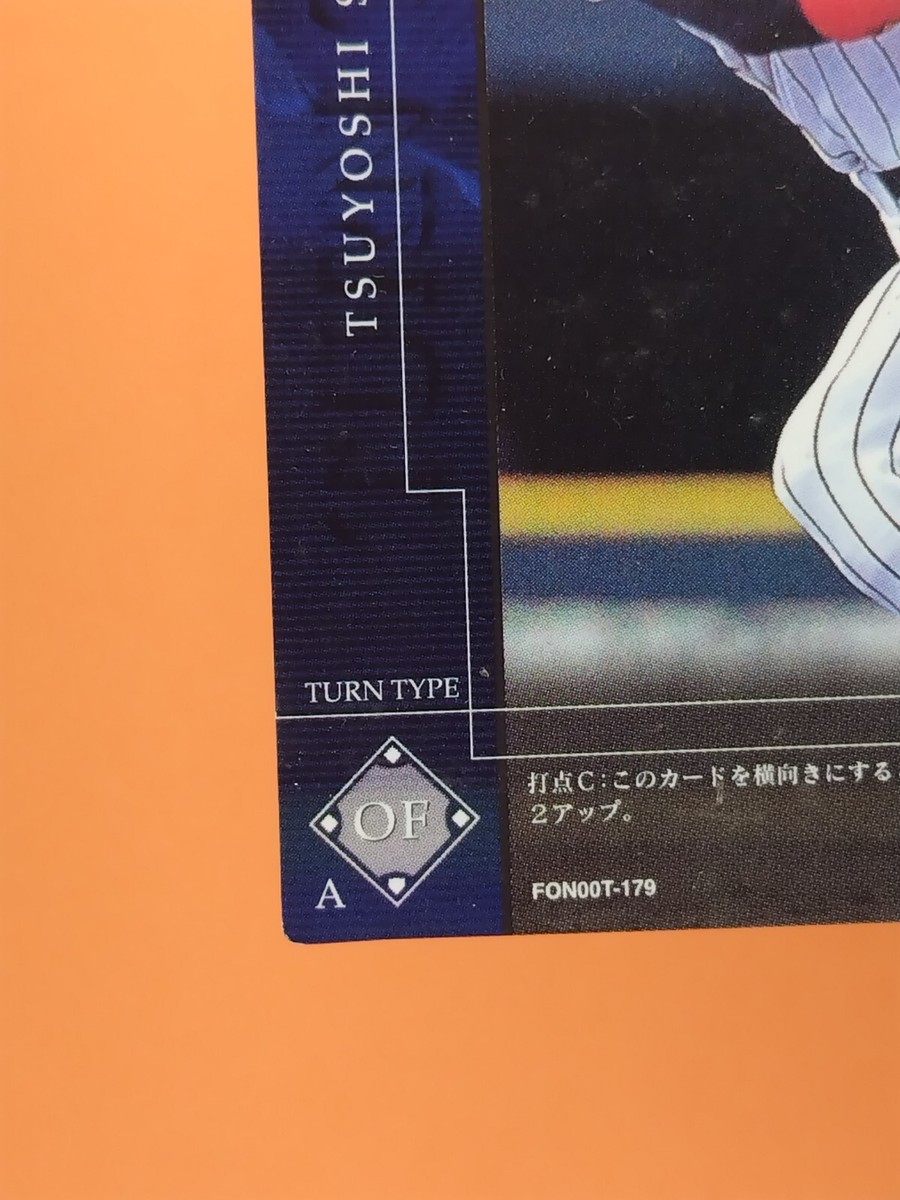 TSUYOSHI S
TURN TYPE
OF
A
打点C:このカードを横向きにする
2アップ。
FON00T-179